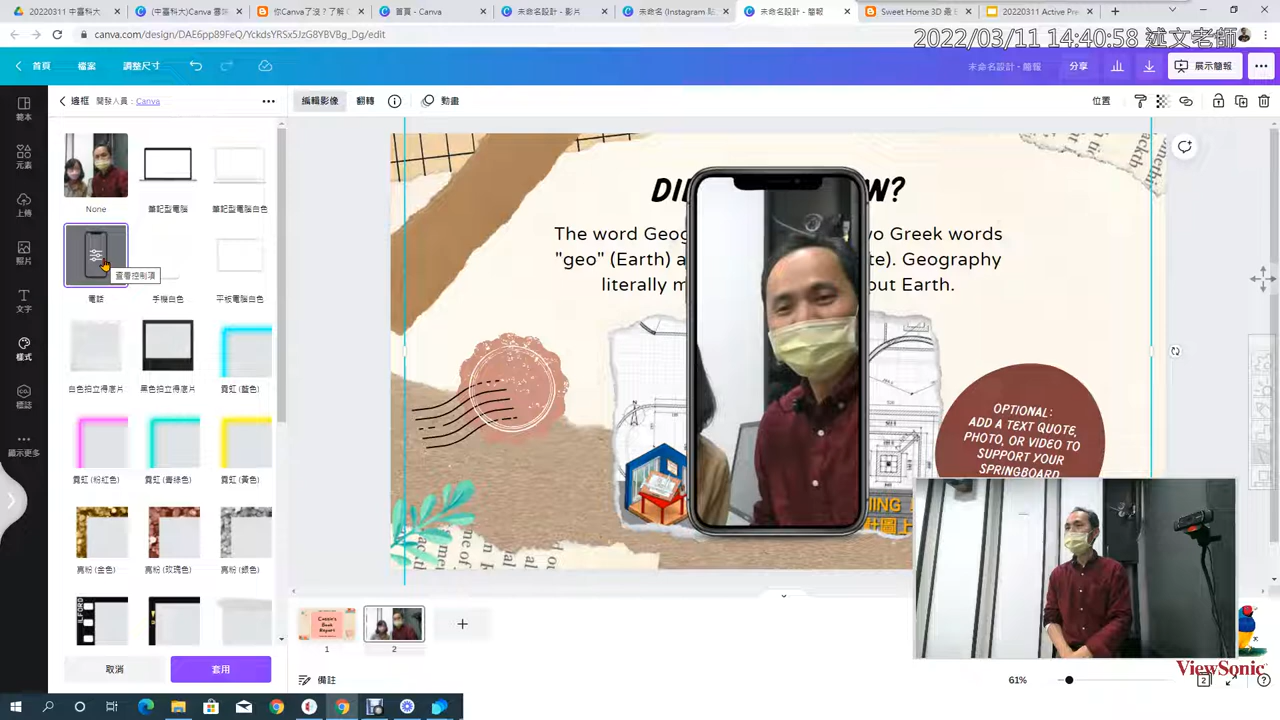 20220311 中嘉科大
(中嘉科大)Canva 雲端
你Canva了沒？了解 C
首頁 - Canva
未命名設計 - 影片
未命名 (Instagram 貼
未命名設計 - 簡報
Sweet Home 3D 是
20220311 Active Pre
canva.com/design/DAE6pp89FeQ/YckdsYRSx5JzG8YBVBg_Dg/edit
2022/03/11 14:40:58 述文老師
首頁
檔案
調整尺寸
未命名設計 - 簡報
分享
展示簡報
範本
元素
上傳
照片
文字
樣式
標誌
顯示更多
邊框 開發人員： Canva
編輯影像
翻轉
動畫
位置
None
筆記型電腦
筆記型電腦白色
查看控制項
電話
手機白色
平板電腦白色
白色拍立得底片
黑色拍立得底片
霓虹 (藍色)
霓虹 (粉紅色)
霓虹 (青綠色)
霓虹 (黃色)
亮粉 (金色)
亮粉 (玫瑰色)
亮粉 (銀色)
ILFORD
取消
套用
The word Geog
wo Greek words
"geo" (Earth) a
te). Geography
literally m
out Earth.
OPTIONAL:
ADD A TEXT QUOTE,
PHOTO, OR VIDEO TO
SUPPORT YOUR
SPRINGBOARD
Report
1
2
備註
61%
ViewSonic
2